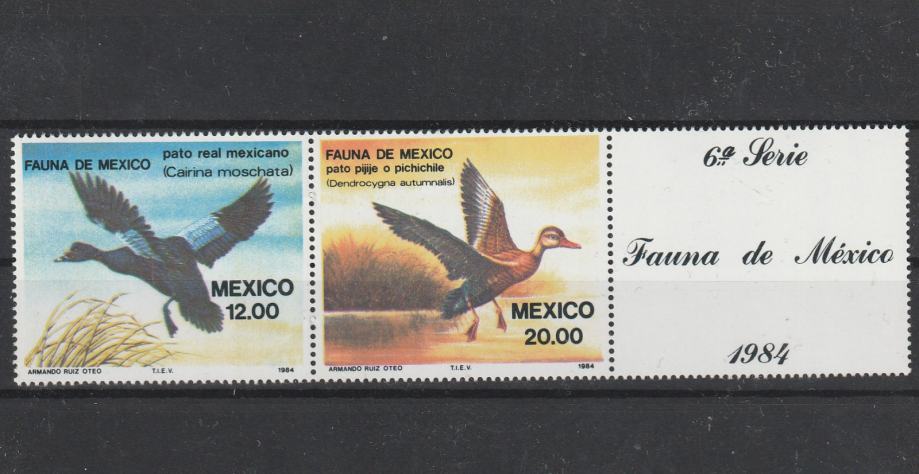 FAUNA DE MEXICO
pato real mexicano
(Cairina moschata)
MEXICO
12.00
ARMANDO RUIZ OTEO T.I.E.V. 1984
FAUNA DE MEXICO
pato pijije o pichichile
(Dendrocygna autumnalis)
MEXICO
20.00
ARMANDO RUIZ OTEO T.I.E.V. 1984
6ª Serie
Fauna de México
1984